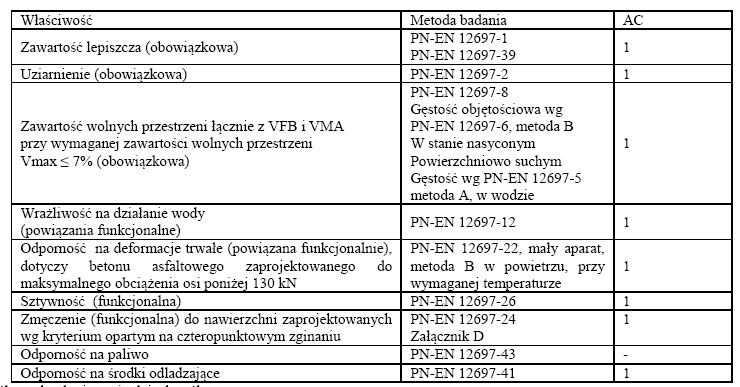 Właściwość Metoda badania AC
Zawartość lepiszcza (obowiązkowa) PN-EN 12697-1
PN-EN 12697-39 1
Uziarnienie (obowiązkowa) PN-EN 12697-2 1
Zawartość wolnych przestrzeni łącznie z VFB i VMA
przy wymaganej zawartości wolnych przestrzeni
Vmax ≤ 7% (obowiązkowa)
PN-EN 12697-8
Gęstość objętościowa wg
PN-EN 12697-6, metoda B
W stanie nasyconym
Powierzchniowo suchym
Gęstość wg PN-EN 12697-5
metoda A, w wodzie
1
Wrażliwość na działanie wody
(powiązania funkcjonalne)
PN-EN 12697-12 1
Odporność na deformacje trwałe (powiązana funkcjonalnie),
dotyczy betonu asfaltowego zaprojektowanego do
maksymalnego obciążenia osi poniżej 130 kN
PN-EN 12697-22, mały aparat,
metoda B w powietrzu, przy
wymaganej temperaturze
1
Sztywność (funkcjonalna) PN-EN 12697-26 1
Zmęczenie (funkcjonalna) do nawierzchni zaprojektowanych
wg kryterium opartym na czteropunktowym zginaniu
PN-EN 12697-24
Załącznik D
1
Odporność na paliwo PN-EN 12697-43 -
Odporność na środki odladzające PN-EN 12697-41 1